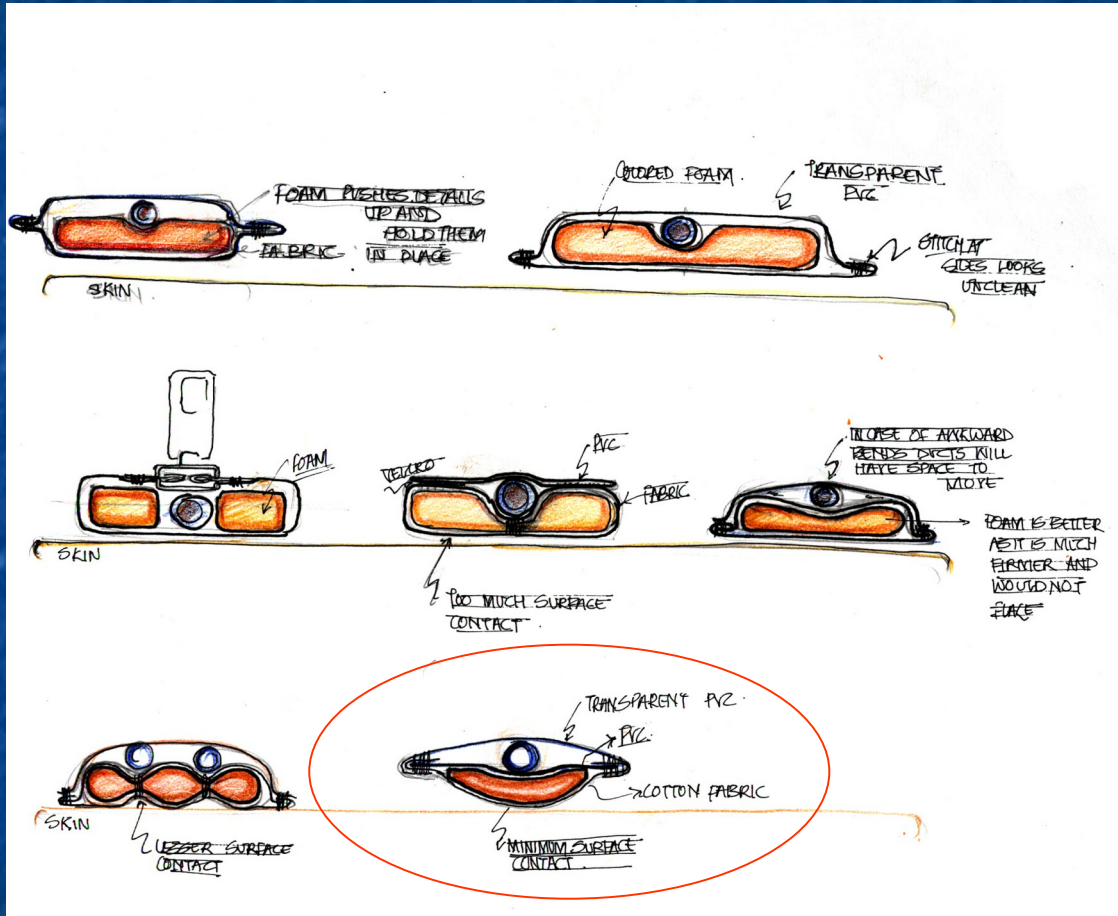 FOAM PUSHES DETAILS
UP AND
HOLD THEM
IN PLACE
FABRIC
SKIN
COLORED FOAM.
TRANSPARENT
PVC
STITCH AT
SIDES LOOKS
UNCLEAN
FOAM
SKIN
VELCRO
PVC
FABRIC
TOO MUCH SURFACE
CONTACT.
IN CASE OF AWKWARD
BENDS DUCTS WILL
HAVE SPACE TO
MOVE
FOAM IS BETTER
AS IT IS MUCH
FIRMER AND
WOULD NOT
SKIN
LESSER SURFACE
CONTACT
TRANSPARENT PVC.
PVC.
COTTON FABRIC
MINIMUM SURFACE
CONTACT.